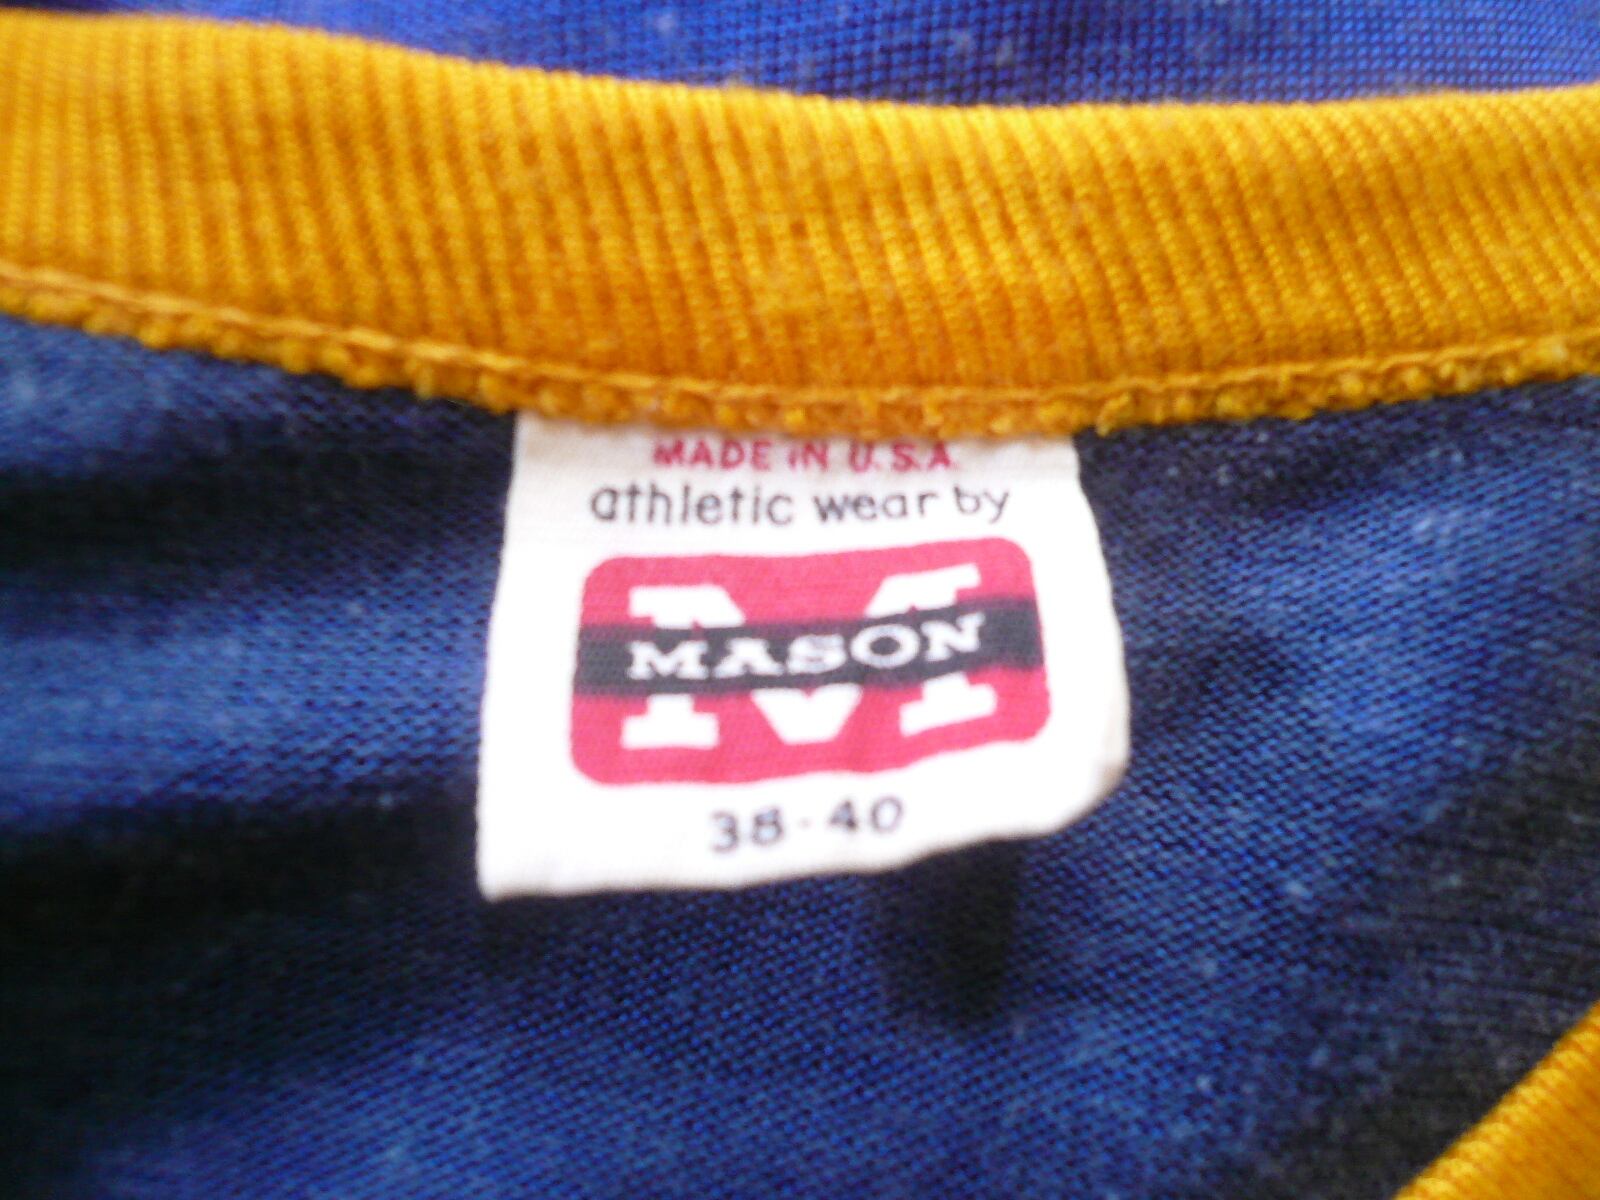 MADE IN U.S.A.
athletic wear by
M
MASON
38-40